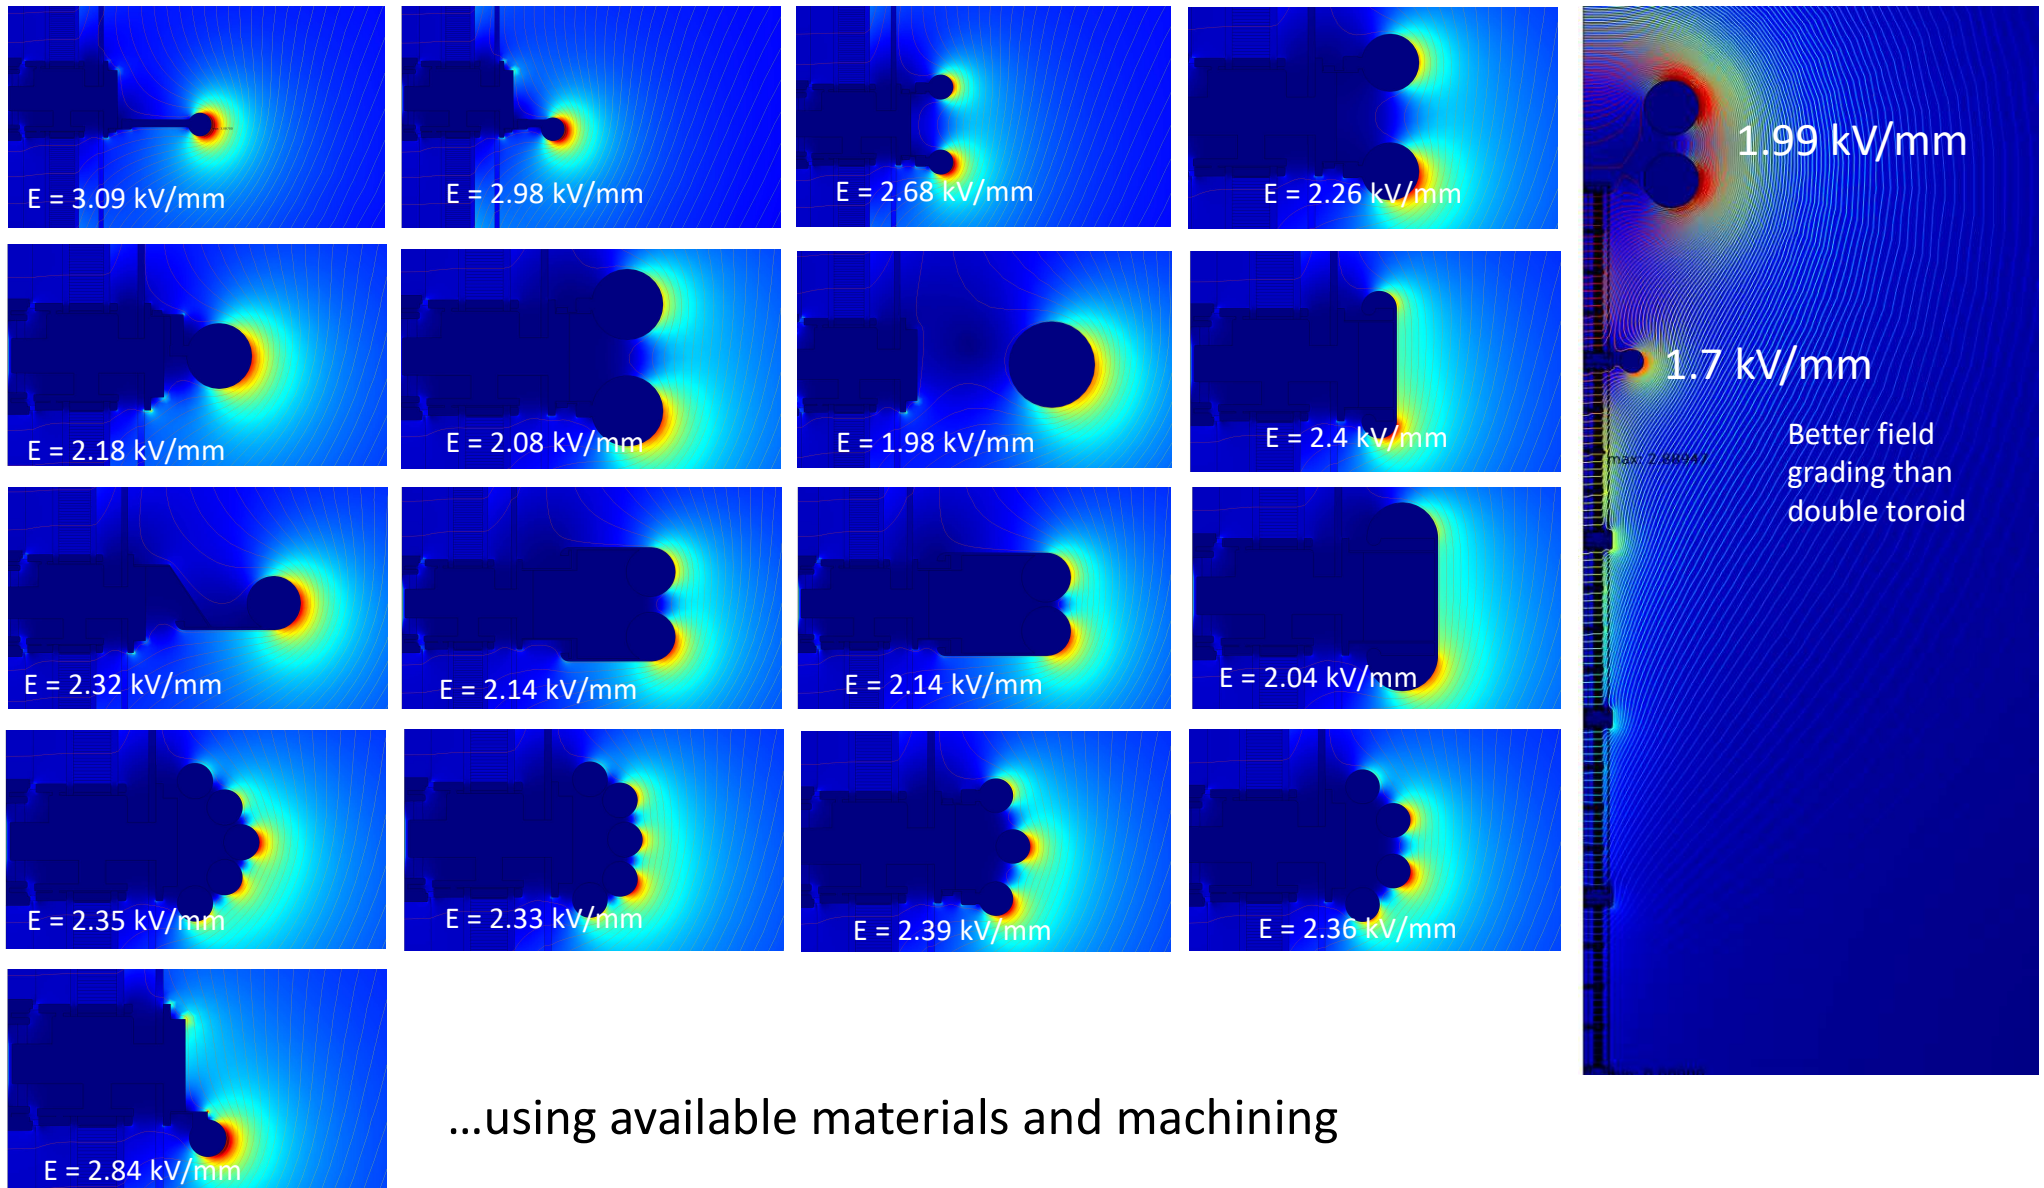 E = 3.09 kV/mm
E = 2.98 kV/mm
E = 2.68 kV/mm
E = 2.26 kV/mm
E = 2.18 kV/mm
E = 2.08 kV/mm
E = 1.98 kV/mm
E = 2.4 kV/mm
E = 2.32 kV/mm
E = 2.14 kV/mm
E = 2.14 kV/mm
E = 2.04 kV/mm
E = 2.35 kV/mm
E = 2.33 kV/mm
E = 2.39 kV/mm
E = 2.36 kV/mm
E = 2.84 kV/mm
1.99 kV/mm
1.7 kV/mm
Better field
grading than
double toroid
...using available materials and machining